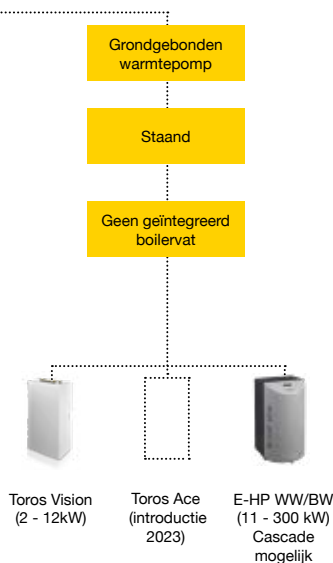 Grondgebonden
warmtepomp
Staand
Geen geïntegreerd
boilervat
Toros Vision
(2 - 12kW)
Toros Ace
(introductie
2023)
E-HP WW/BW
(11 - 300 kW)
Cascade
mogelijk